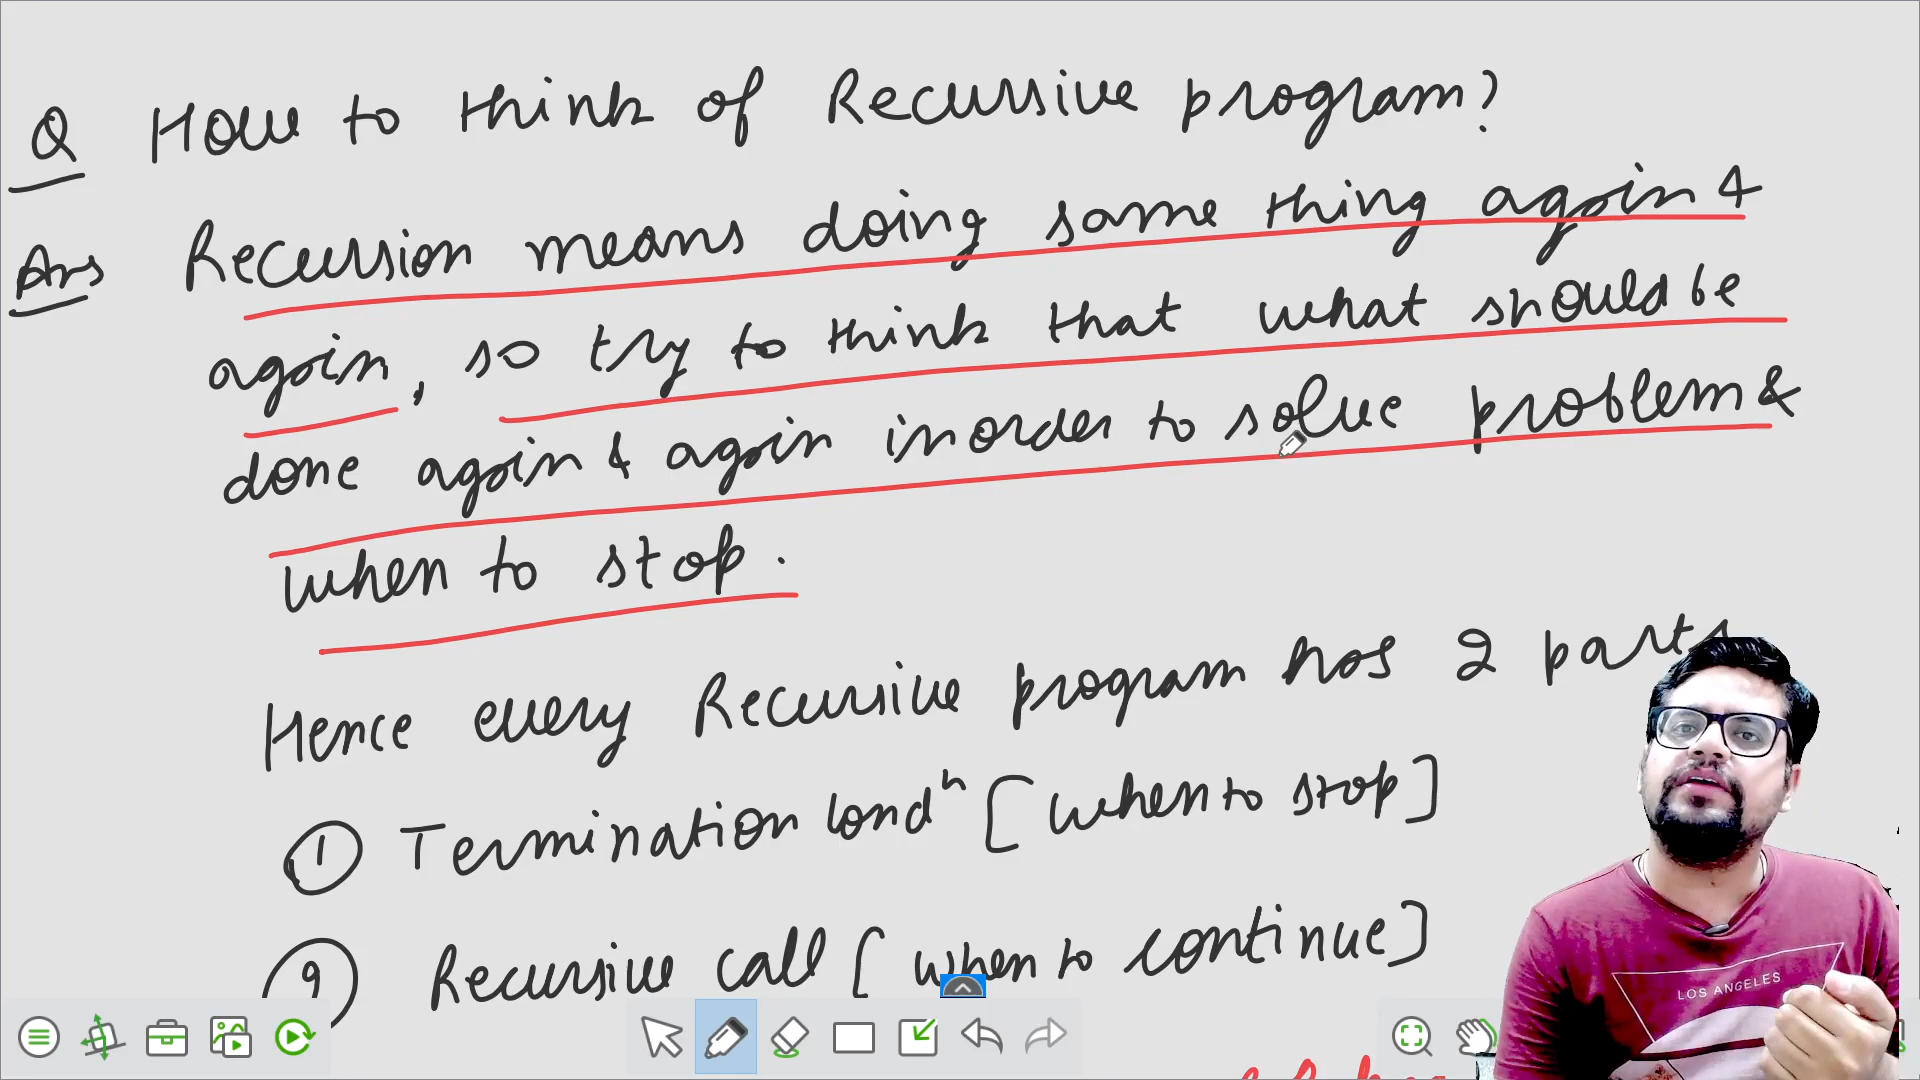 Q How to think of Recursive program?
Ans Recursion means doing same thing again &
again, so try to think that what should be
done again & again inorder to solve problem &
when to stop.
Hence every Recursive program has 2 parts
① Termination Condⁿ [When to stop]
② Recursive call [when to continue]
LOS ANGELES